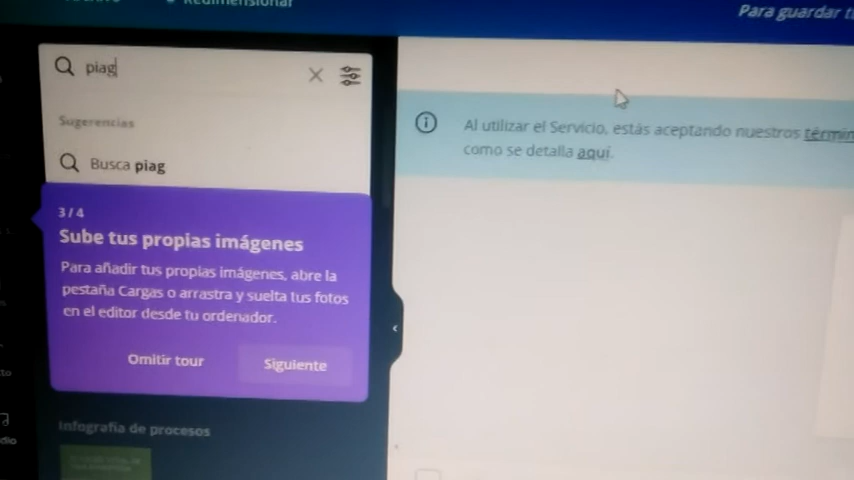 Redimensionar
Para guardar
piag
Sugerencias
Busca piag
3 / 4
Sube tus propias imágenes
Para añadir tus propias imágenes, abre la
pestaña Cargas o arrastra y suelta tus fotos
en el editor desde tu ordenador.
Omitir tour
Siguiente
Infografía de procesos
Al utilizar el Servicio, estás aceptando nuestros
como se detalla aquí.